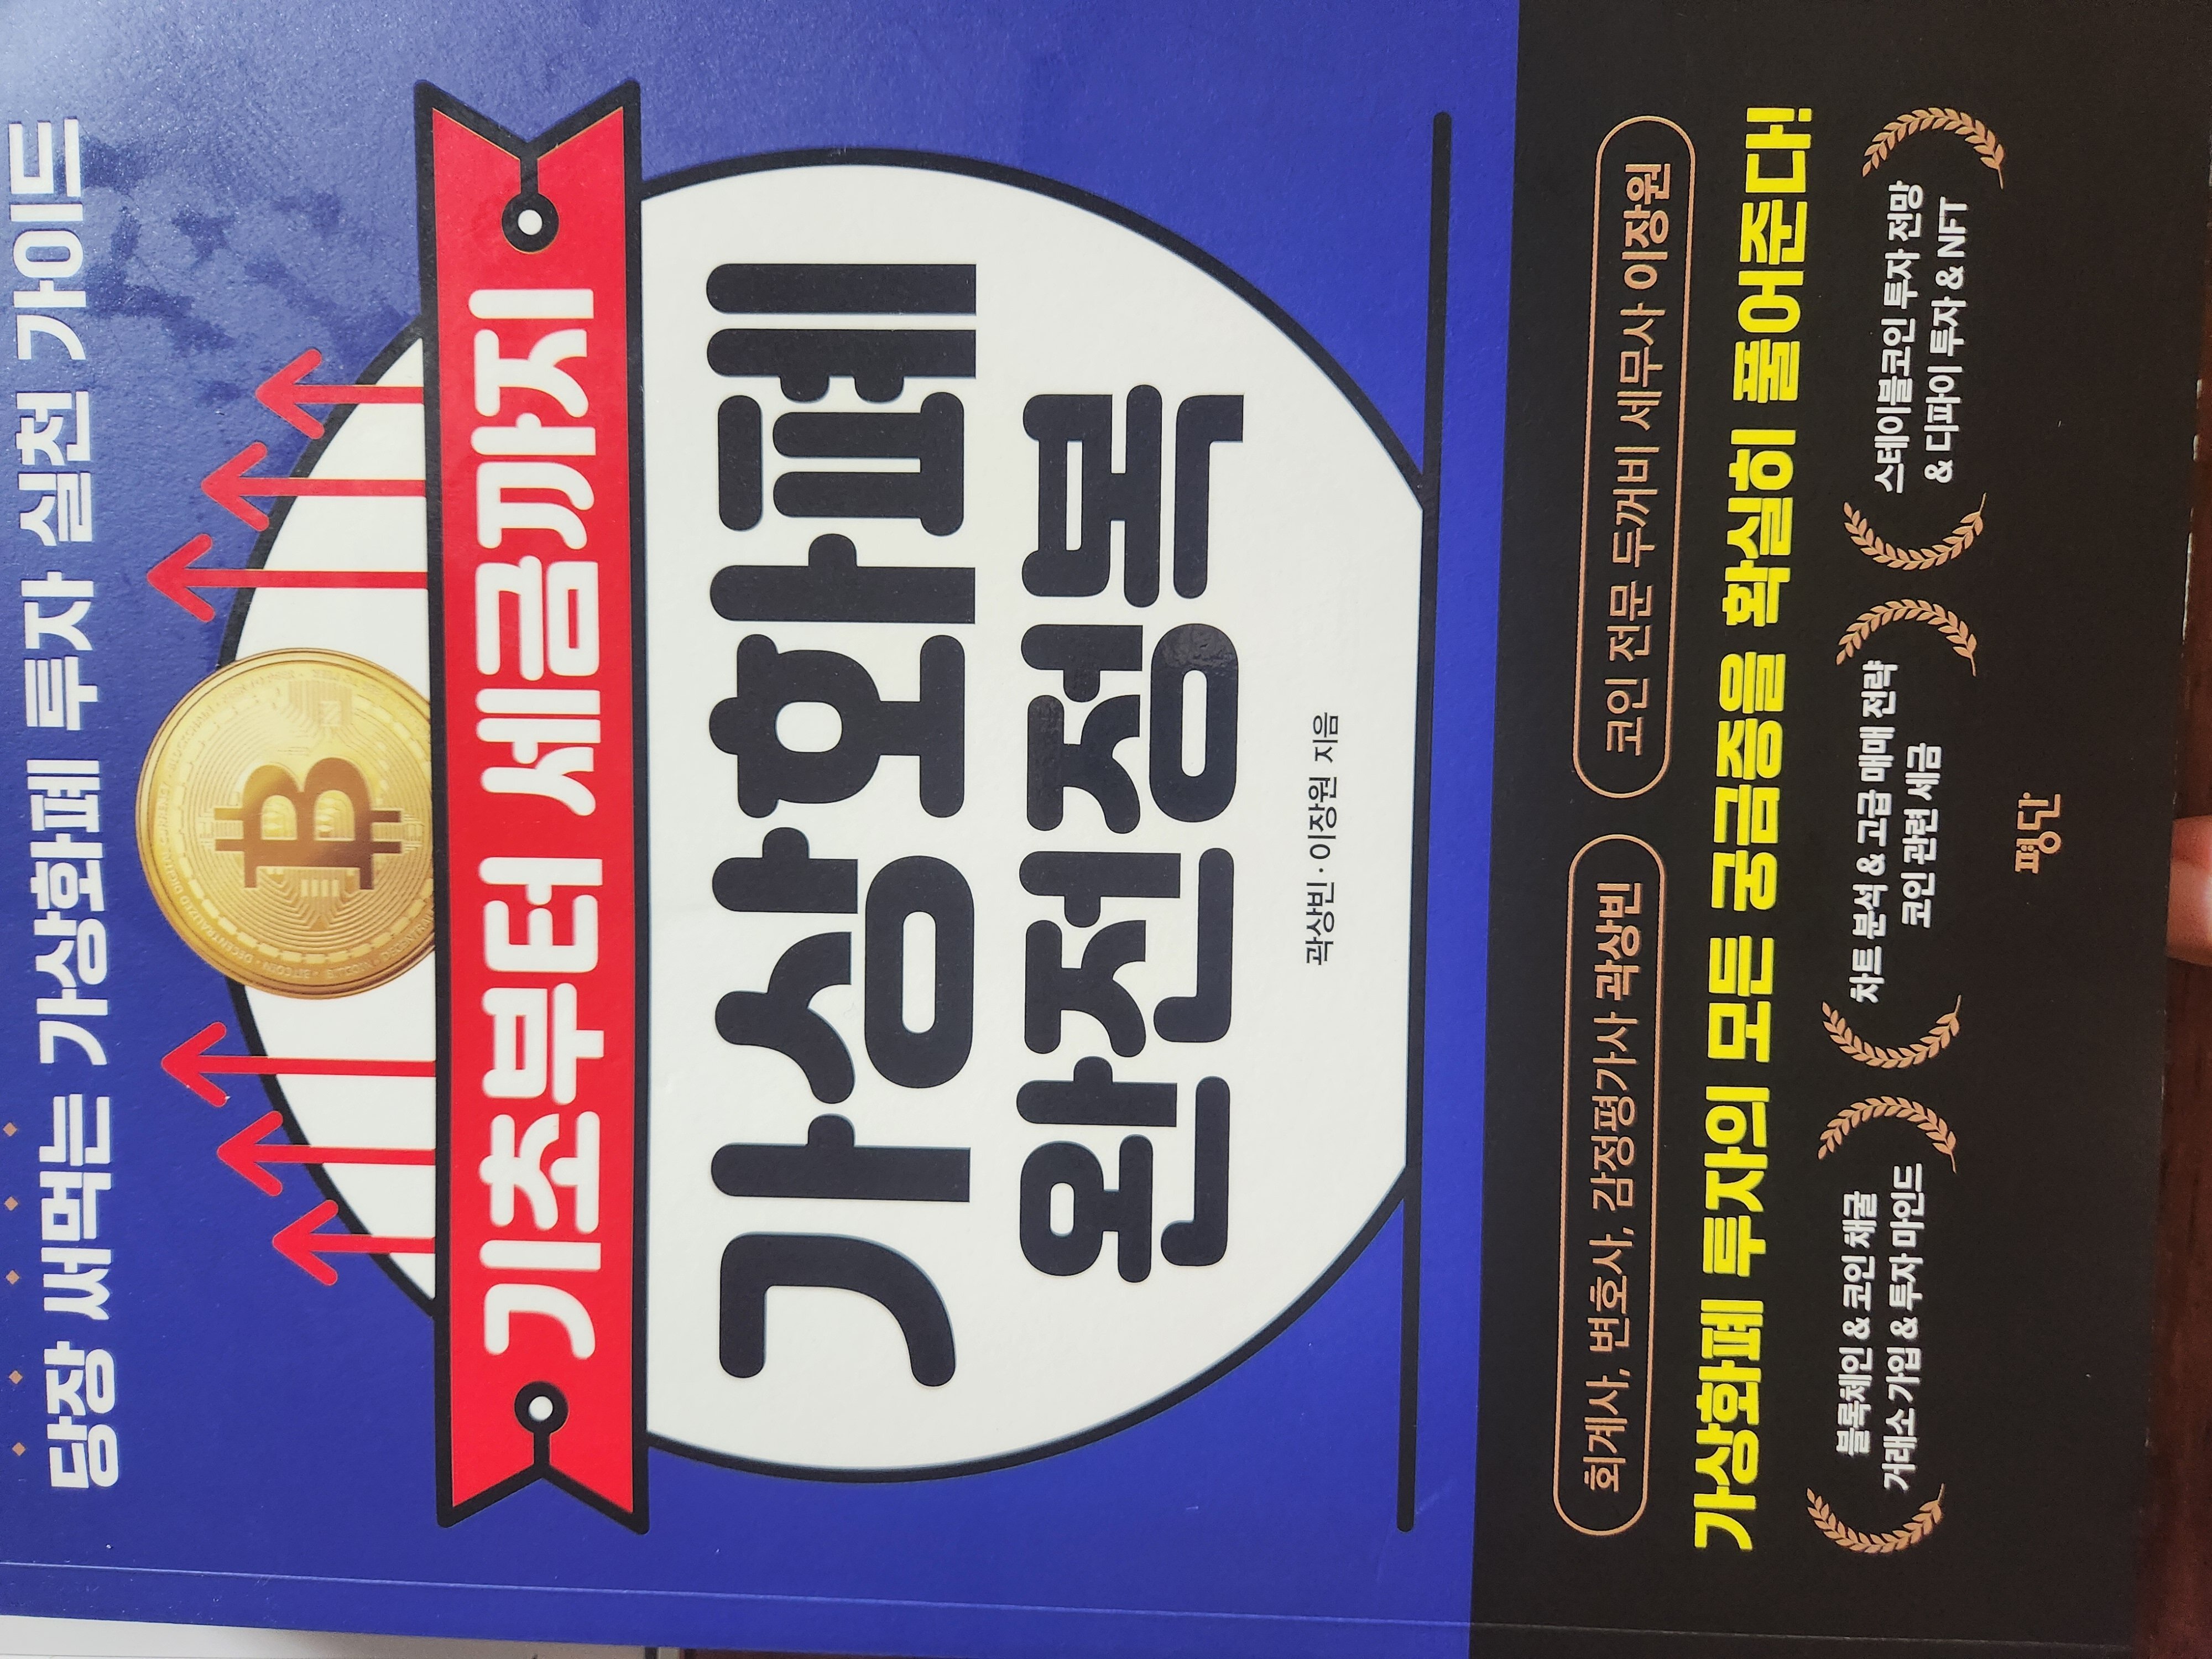 당장 써먹는 가상화폐 투자 실전 가이드
기초부터 세금까지
가상화폐
완전정복
곽상빈·이장원 지음
회계사, 변호사, 감정평가사 곽상빈
코인 전문 두꺼비 세무사 이장원
가상화폐 투자의 모든 궁금증을 확실히 풀어준다!
블록체인 & 코인 채굴
거래소 가입 & 투자 마인드
차트 분석 & 고급 매매 전략
코인 관련 세금
스테이블코인 투자 전망
& 디파이 투자 & NFT
평단